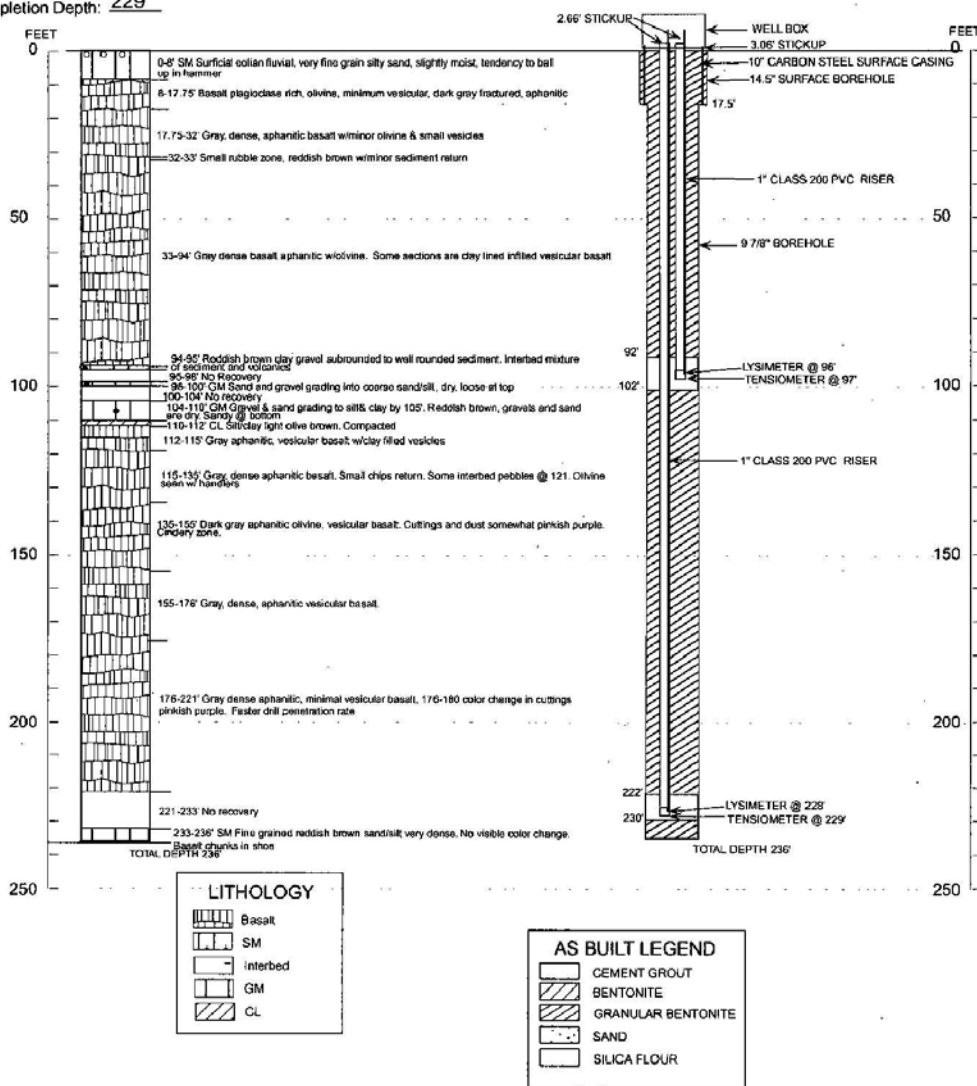 pletion Depth: 229
FEET
0
50
100
150
200
250
0-8' SM Surficial eolian fluvial, very fine grain silty sand, slightly moist, tendency to ball
up in hammer
8-17.75' Basalt plagioclase rich, olivine, minimum vesicular, dark gray fractured, aphanitic
17.75-32' Gray, dense, aphanitic basalt w/minor olivine & small vesicles
32-33' Small rubble zone, reddish brown w/minor sediment return
33-94' Gray dense basalt aphanitic w/olivine. Some sections are clay lined infilled vesicular basalt
94-95' Reddish brown clay gravel subrounded to well rounded sediment. Interbed mixture
of sediment and volcanics
95-98' No Recovery
98-100' GM Sand and gravel grading into coarse sand/silt, dry, loose at top
100-104' No recovery
104-110' GM Gravel & sand grading to silt& clay by 105'. Reddish brown, gravels and sand
are dry. Sandy @ bottom
110-112' CL Silt/clay light olive brown. Compacted
112-115' Gray aphanitic, vesicular basalt w/clay filled vesicles
115-135' Gray, dense aphanitic basalt. Small chips return. Some interbed pebbles @ 121. Olivine
seen w/ handlens
135-155' Dark gray aphanitic olivine, vesicular basalt. Cuttings and dust somewhat pinkish purple.
Cindery zone.
155-176' Gray, dense, aphanitic vesicular basalt.
176-221' Gray dense aphanitic, minimal vesicular basalt, 176-180 color change in cuttings
pinkish purple. Faster drill penetration rate
221-233' No recovery
233-236' SM Fine grained reddish brown sand/silt very dense. No visible color change.
Basalt chunks in shoe
TOTAL DEPTH 236'
2.66' STICKUP
WELL BOX
3.06' STICKUP
10" CARBON STEEL SURFACE CASING
14.5" SURFACE BOREHOLE
17.5'
1" CLASS 200 PVC RISER
9 7/8" BOREHOLE
92'
LYSIMETER @ 96'
TENSIOMETER @ 97'
102'
1" CLASS 200 PVC RISER
222'
LYSIMETER @ 228'
TENSIOMETER @ 229'
230'
TOTAL DEPTH 236'
FEET
0
50
100
150
200
250
LITHOLOGY
Basalt
SM
Interbed
GM
CL
AS BUILT LEGEND
CEMENT GROUT
BENTONITE
GRANULAR BENTONITE
SAND
SILICA FLOUR